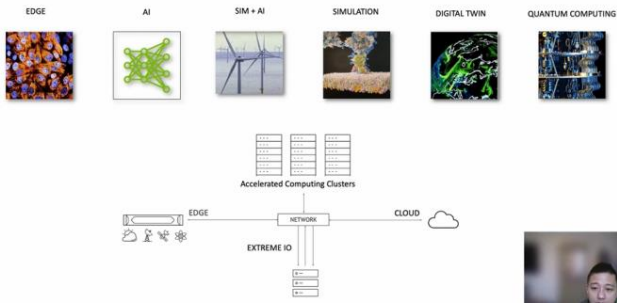 EDGE
AI
SIM + AI
SIMULATION
DIGITAL TWIN
QUANTUM COMPUTING
Accelerated Computing Clusters
EDGE
NETWORK
CLOUD
EXTREME IO